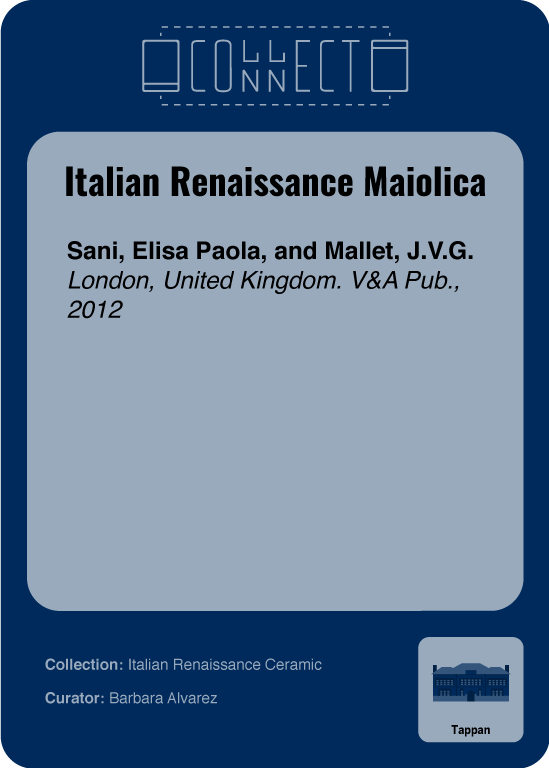 COLLECT
CONNECT
Italian Renaissance Maiolica
Sani, Elisa Paola, and Mallet, J.V.G.
London, United Kingdom. V&A Pub.,
2012
Collection: Italian Renaissance Ceramic
Curator: Barbara Alvarez
Tappan